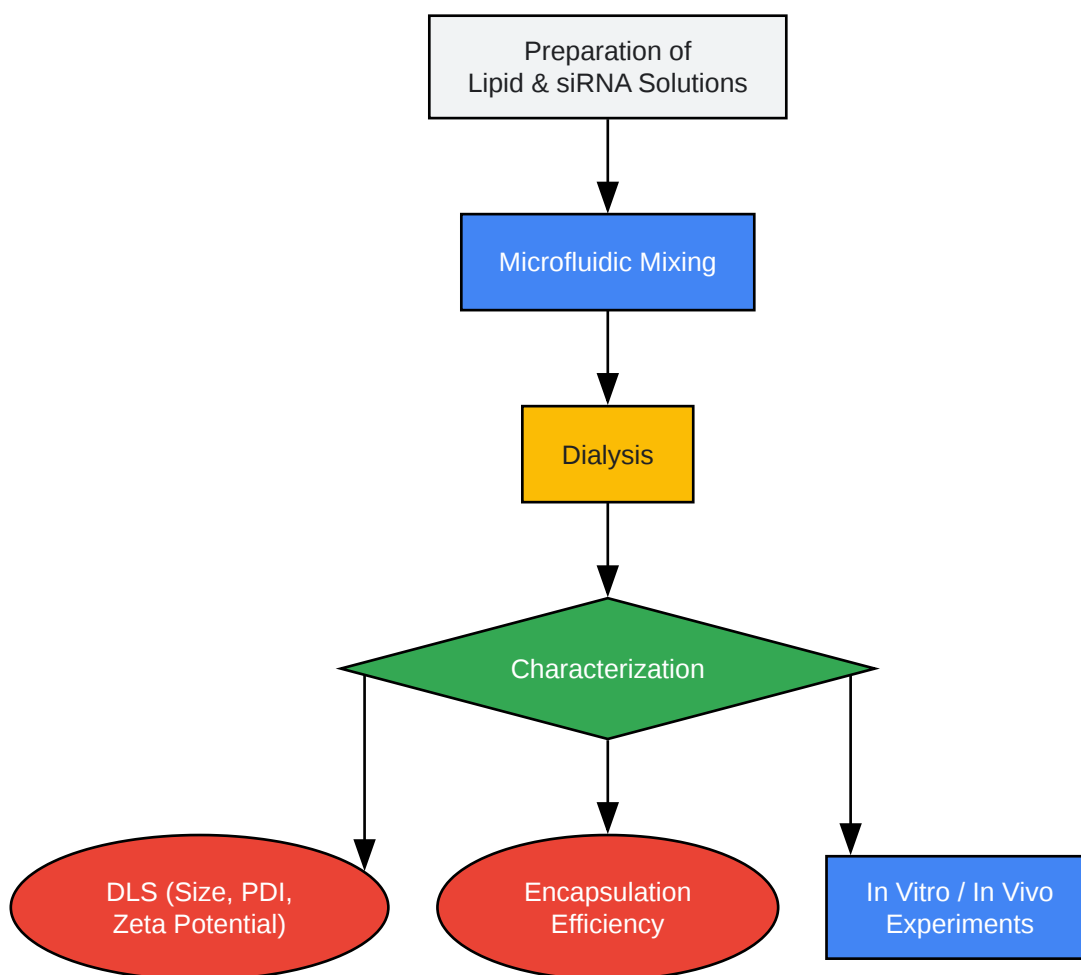 Preparation of
Lipid & siRNA Solutions
Microfluidic Mixing
Dialysis
Characterization
DLS (Size, PDI,
Zeta Potential)
Encapsulation
Efficiency
In Vitro / In Vivo
Experiments